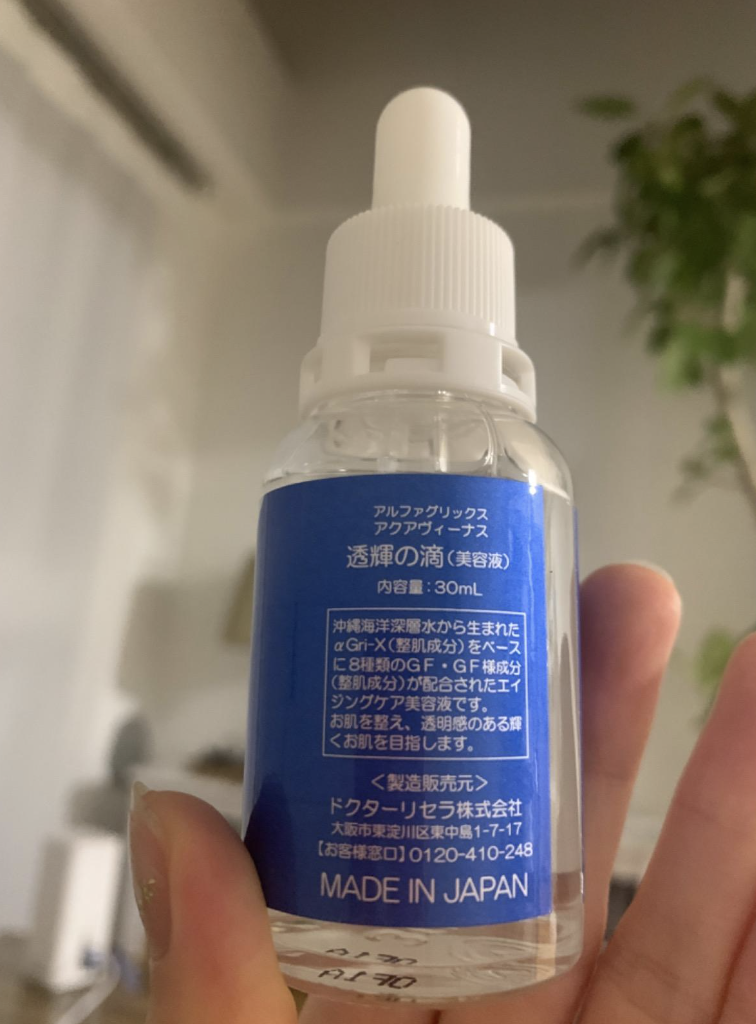 アルファグリックス
アクアヴィーナス
透輝の滴(美容液)
内容量:30mL
沖縄海洋深層水から生まれた
αGri-X(整肌成分)をベース
に8種類のGF・GF様成分
(整肌成分)が配合されたエイ
ジングケア美容液です。
お肌を整え、透明感のある輝
くお肌を目指します。
<製造販売元>
ドクターリセラ株式会社
大阪市東淀川区東中島1-7-17
【お客様窓口】0120-410-248
MADE IN JAPAN